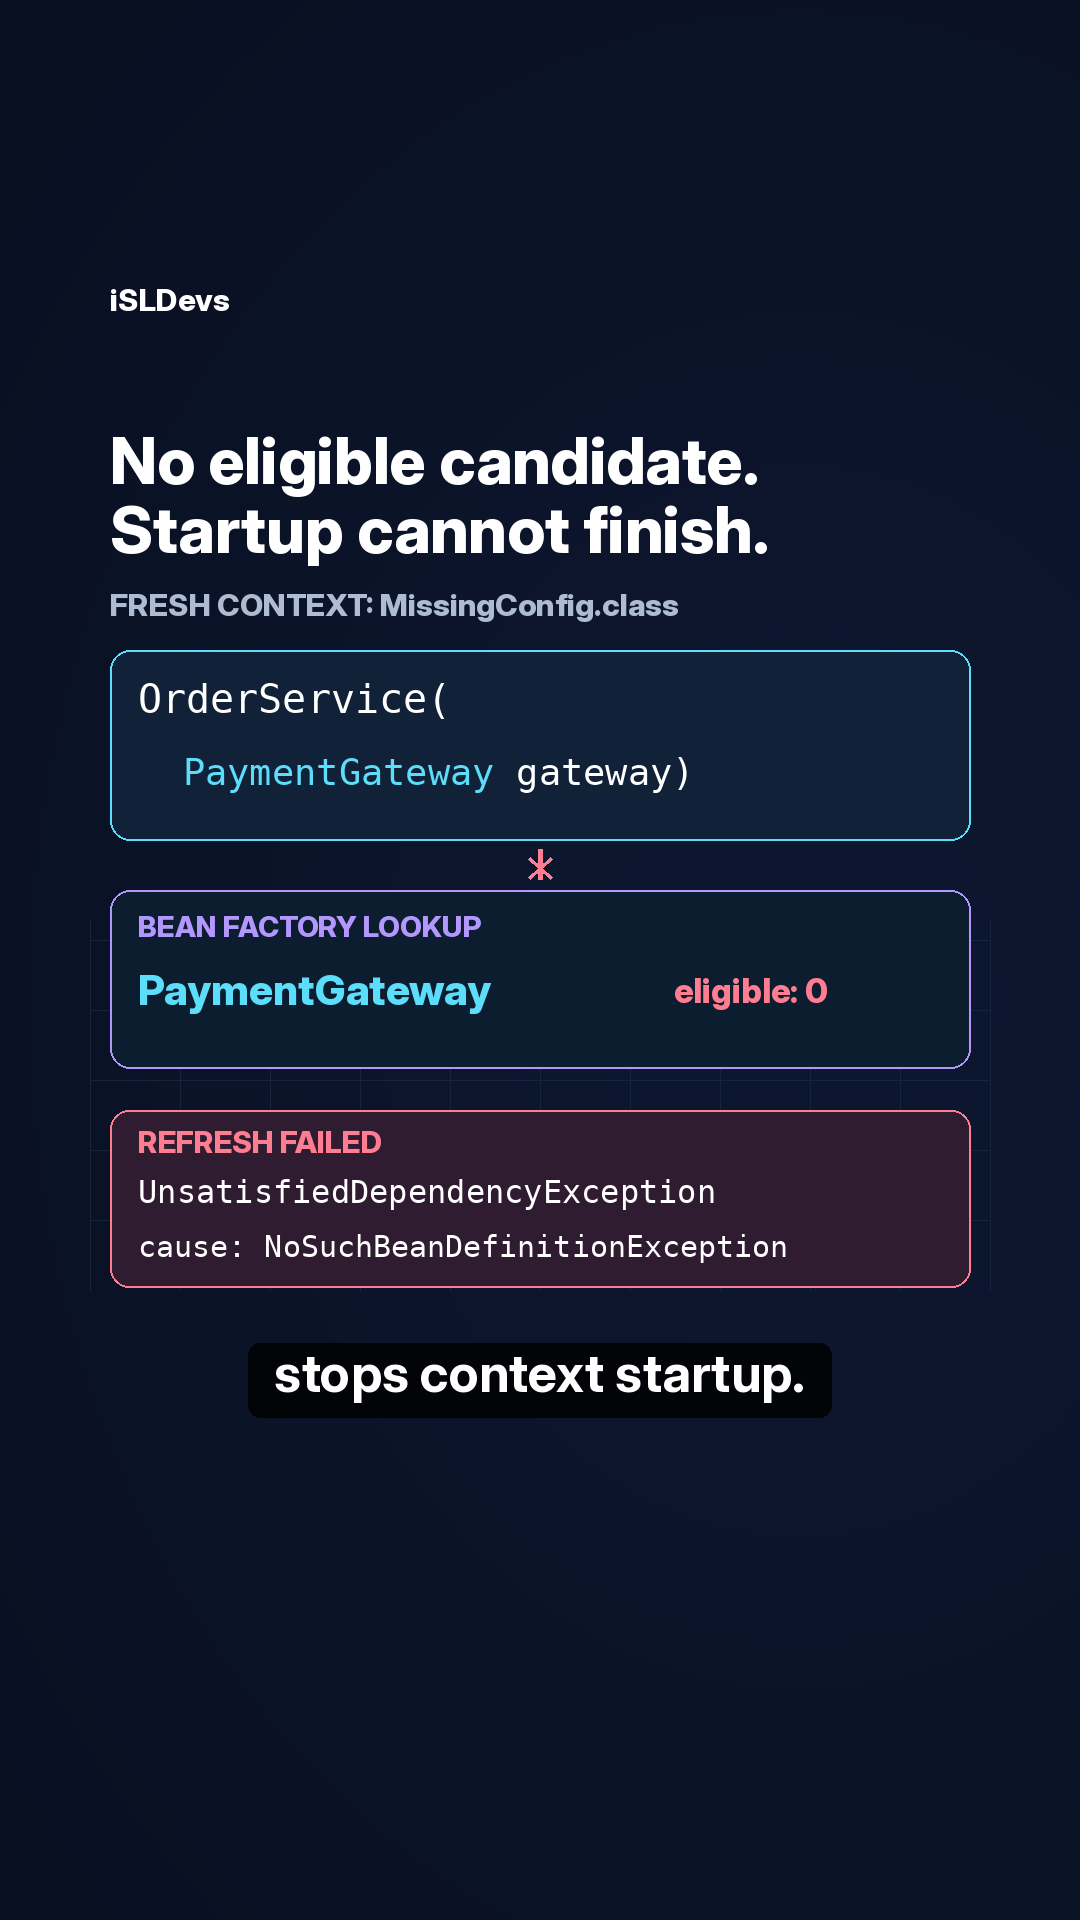 iSLDevs
No eligible candidate.
Startup cannot finish.
FRESH CONTEXT: MissingConfig.class
OrderService(
PaymentGateway gateway)
BEAN FACTORY LOOKUP
PaymentGateway eligible: 0
REFRESH FAILED
UnsatisfiedDependencyException
cause: NoSuchBeanDefinitionException
stops context startup.